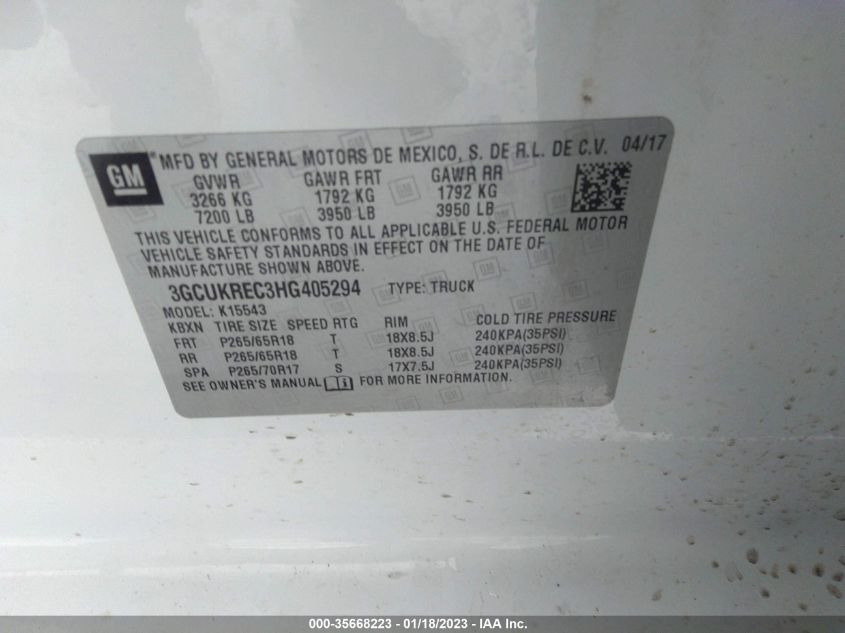 GM MFD BY GENERAL MOTORS DE MEXICO, S. DE R.L. DE C.V. 04/17
GVWR GAWR FRT GAWR RR
3266 KG 1792 KG 1792 KG
7200 LB 3950 LB 3950 LB
THIS VEHICLE CONFORMS TO ALL APPLICABLE U.S. FEDERAL MOTOR
VEHICLE SAFETY STANDARDS IN EFFECT ON THE DATE OF
MANUFACTURE SHOWN ABOVE.
3GCUKREC3HG405294 TYPE: TRUCK
MODEL: K15543
KBXN TIRE SIZE SPEED RTG RIM COLD TIRE PRESSURE
FRT P265/65R18 T 18X8.5J 240KPA(35PSI)
RR P265/65R18 T 18X8.5J 240KPA(35PSI)
SPA P265/70R17 S 17X7.5J 240KPA(35PSI)
SEE OWNER'S MANUAL FOR MORE INFORMATION.
000-35668223 - 01/18/2023 - IAA Inc.